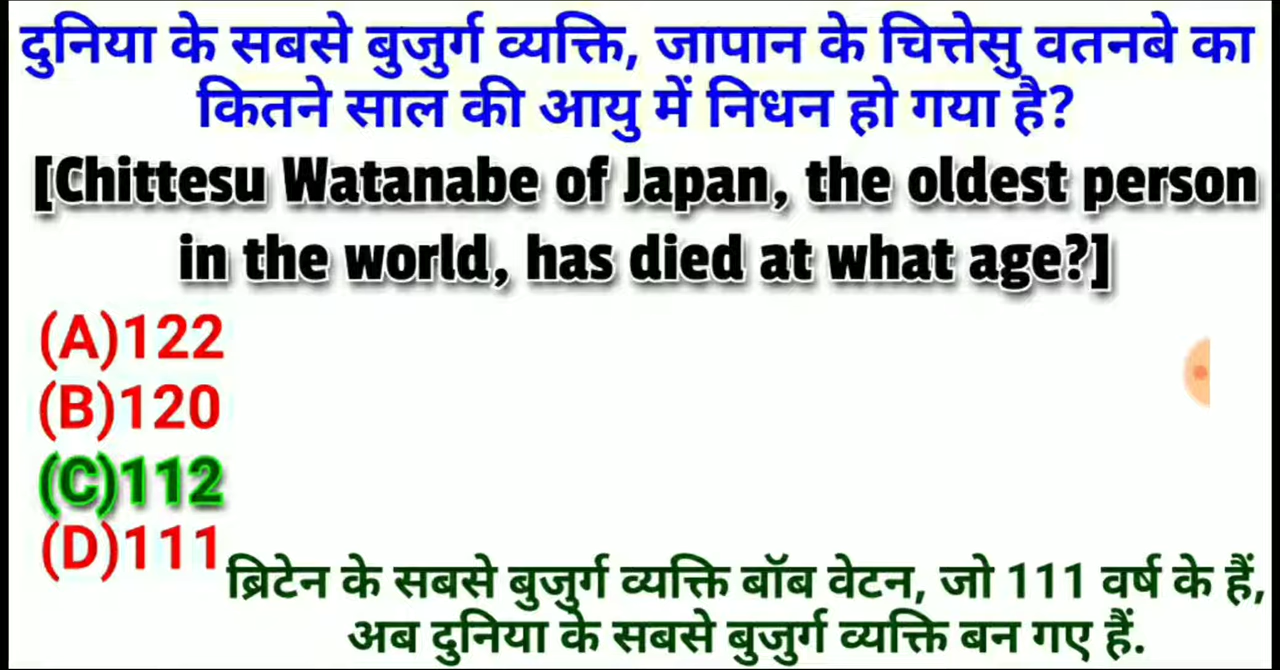 दुनिया के सबसे बुजुर्ग व्यक्ति, जापान के चित्तेसु वतनबे का
कितने साल की आयु में निधन हो गया है?
[Chittesu Watanabe of Japan, the oldest person
in the world, has died at what age?]
(A)122
(B)120
(C)112
(D)111
ब्रिटेन के सबसे बुजुर्ग व्यक्ति बॉब वेटन, जो 111 वर्ष के हैं,
अब दुनिया के सबसे बुजुर्ग व्यक्ति बन गए हैं.